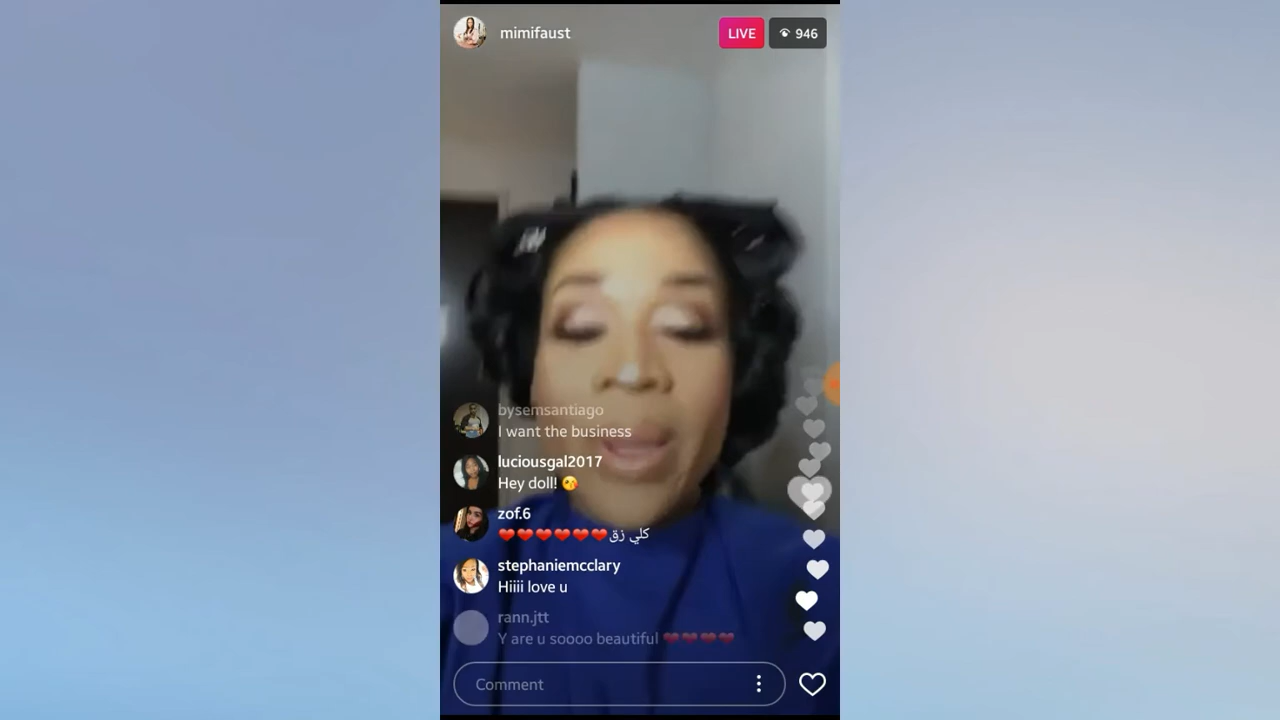 mimifaust
LIVE
946
bysemsantiago
I want the business
luciousgal2017
Hey doll! 😘
zof.6
❤️❤️❤️❤️❤️❤️كلي زق
stephaniemcclary
Hiiii love u
rann.jtt
Y are u soooo beautiful ❤️❤️❤️❤️
Comment